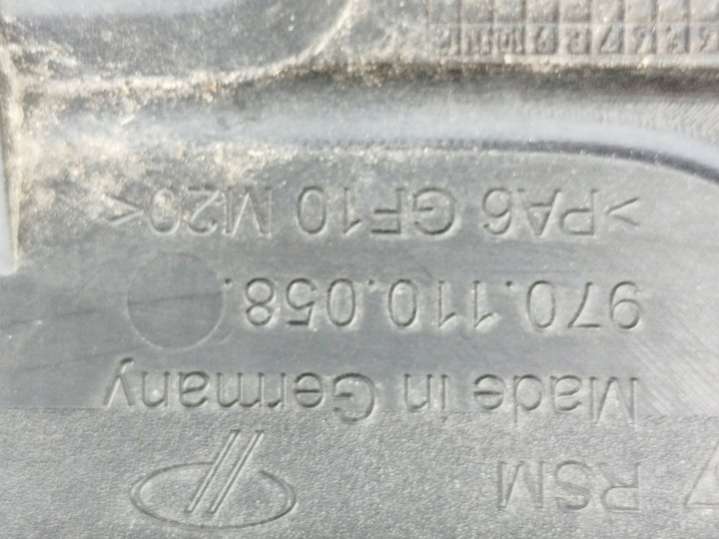 RSM
Made in Germany
970.110.058.
>PA6 GF10 M20<